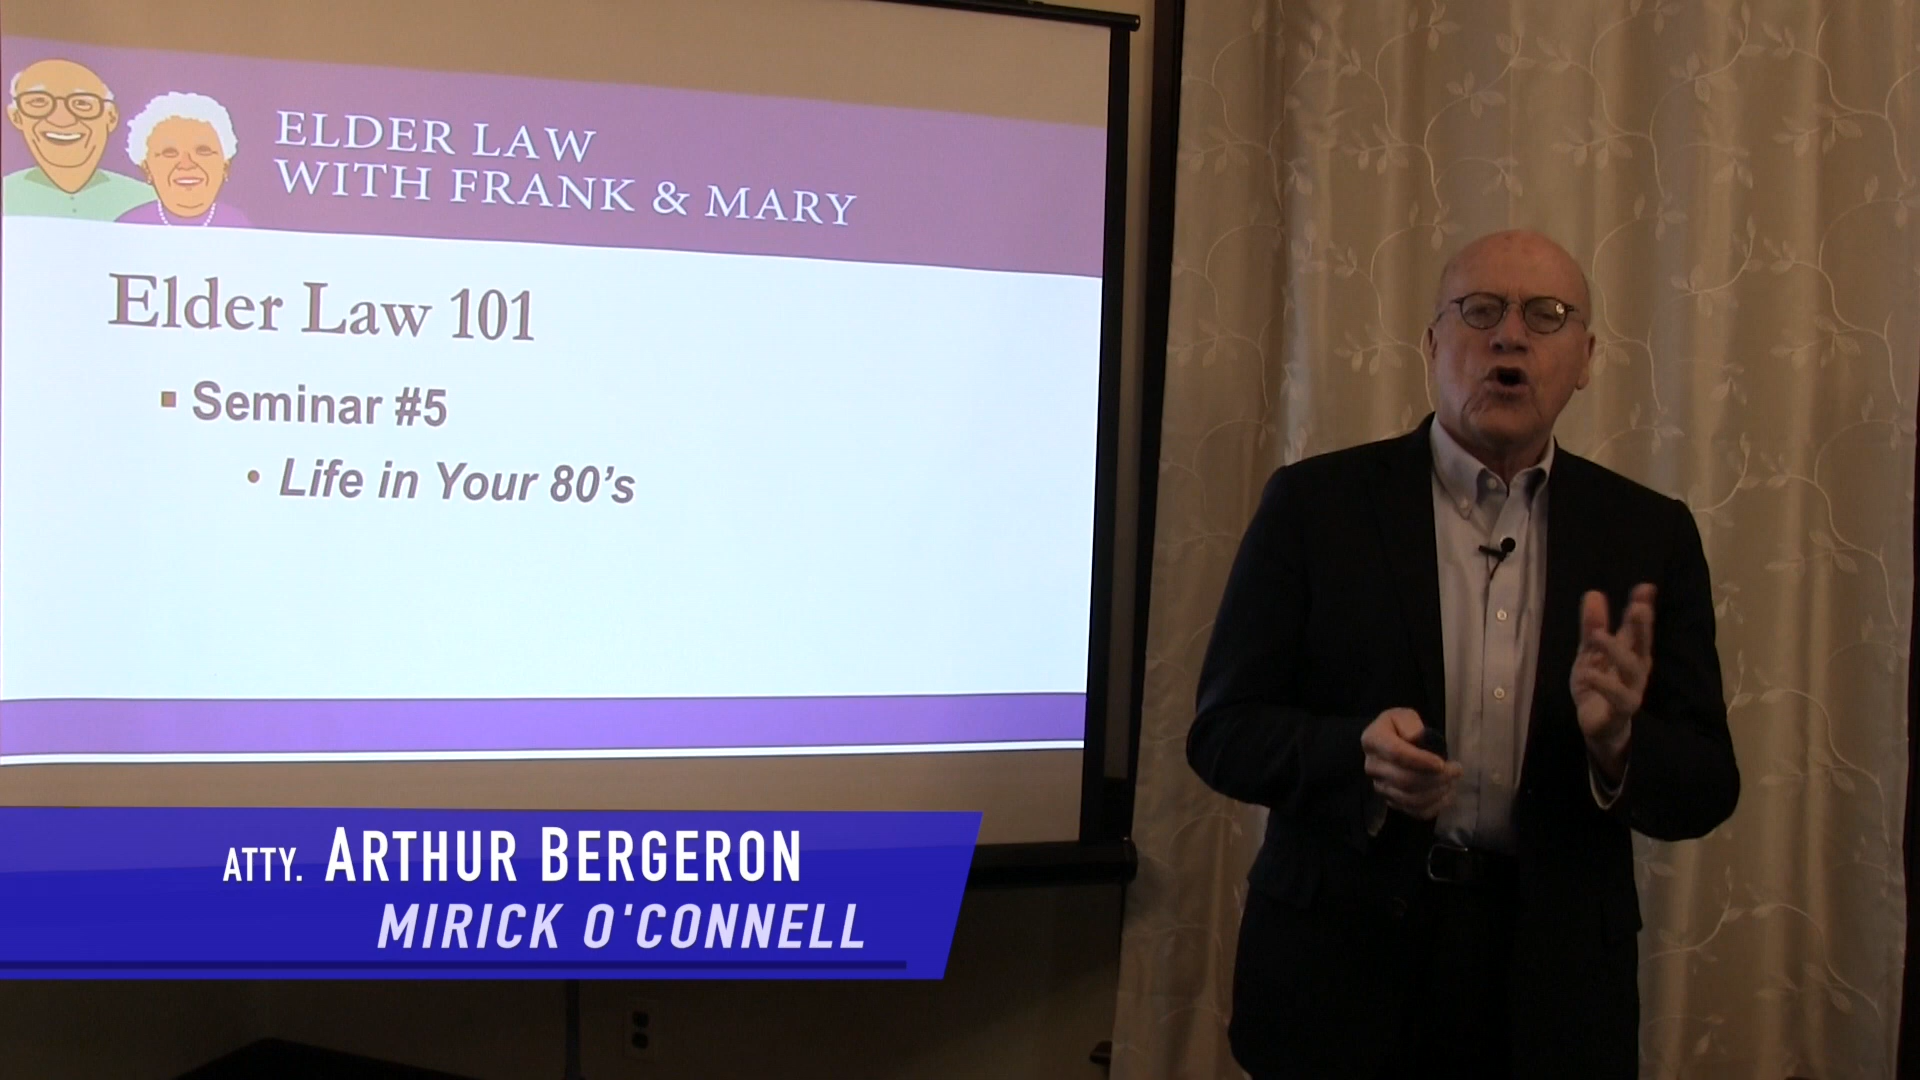 ELDER LAW
WITH FRANK & MARY
Elder Law 101
Seminar #5
Life in Your 80's
ATTY. ARTHUR BERGERON
MIRICK O'CONNELL